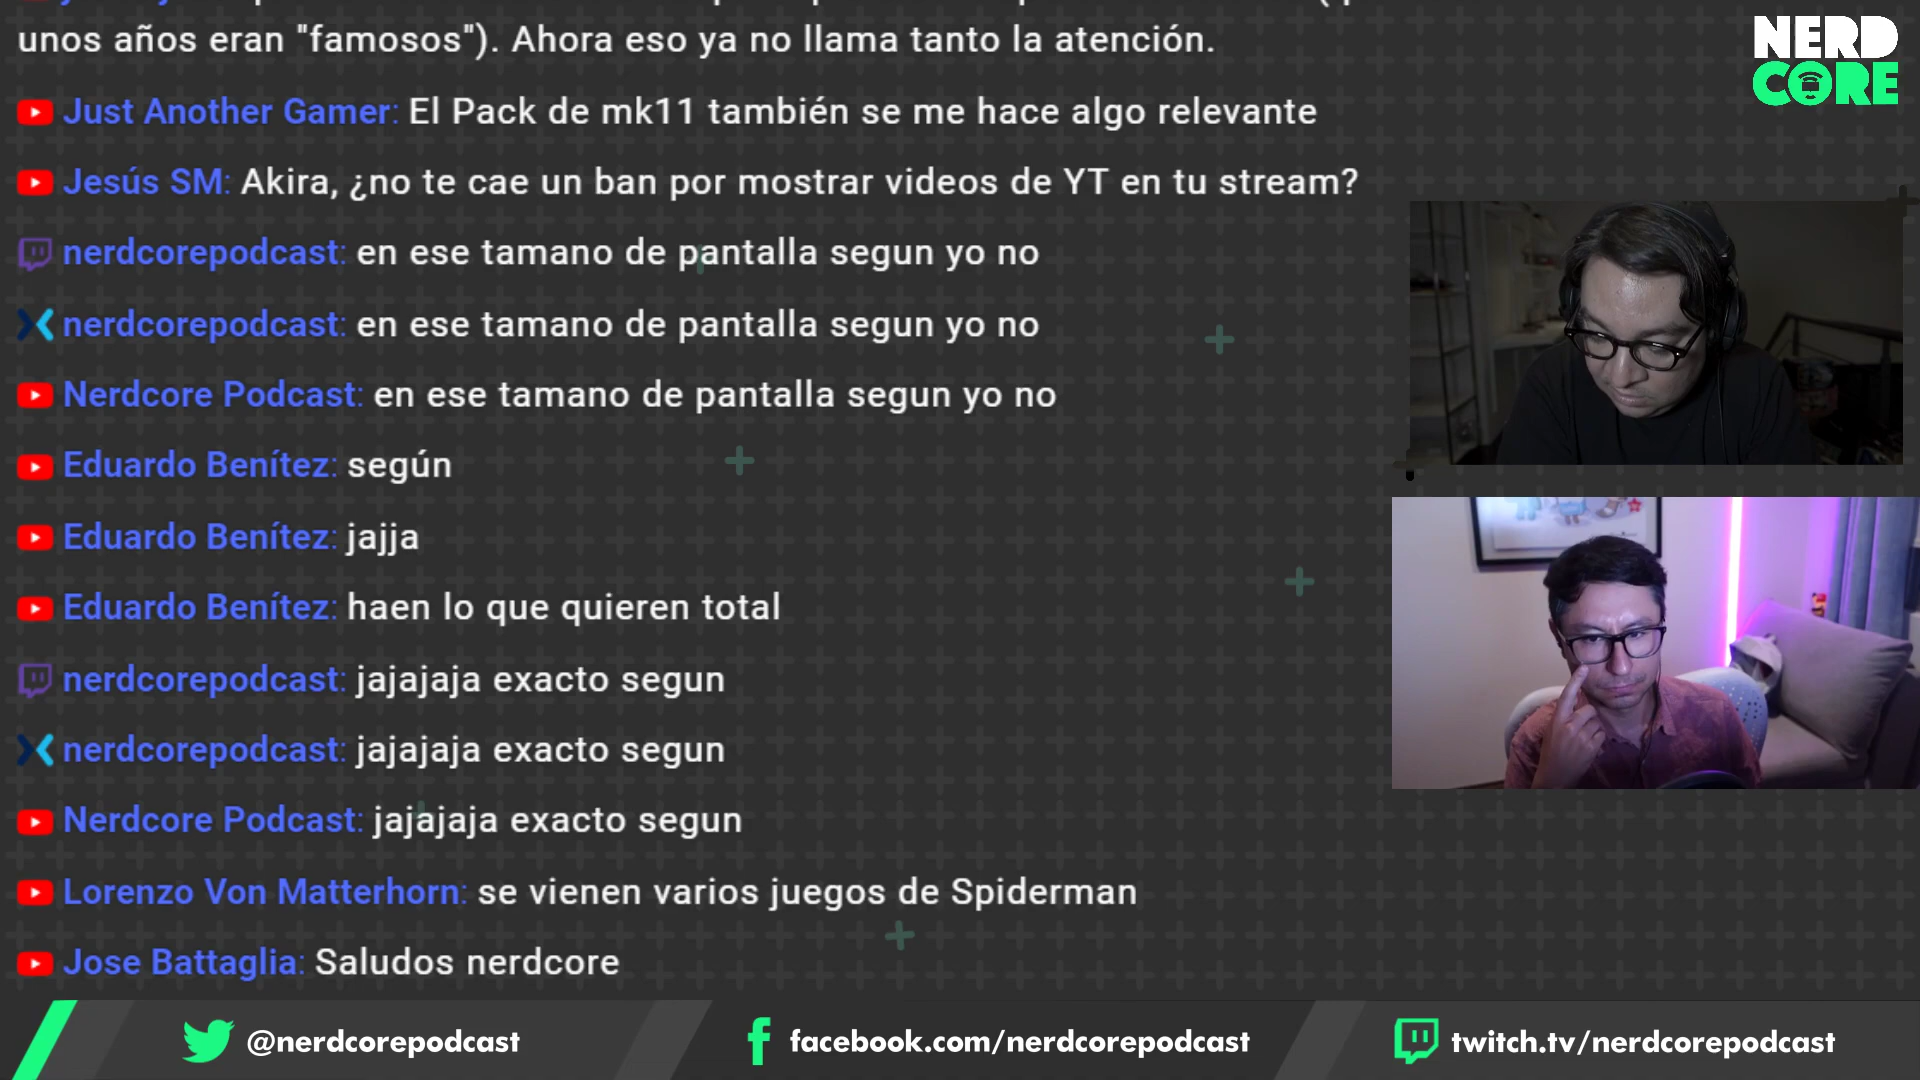 unos años eran "famosos"). Ahora eso ya no llama tanto la atención.
NERD
CORE
Just Another Gamer: El Pack de mk11 también se me hace algo relevante
Jesús SM: Akira, ¿no te cae un ban por mostrar videos de YT en tu stream?
nerdcorepodcast: en ese tamano de pantalla segun yo no
nerdcorepodcast: en ese tamano de pantalla segun yo no
Nerdcore Podcast: en ese tamano de pantalla segun yo no
Eduardo Benítez: según
Eduardo Benítez: jajja
Eduardo Benítez: haen lo que quieren total
nerdcorepodcast: jajajaja exacto segun
nerdcorepodcast: jajajaja exacto segun
Nerdcore Podcast: jajajaja exacto segun
Lorenzo Von Matterhorn: se vienen varios juegos de Spiderman
Jose Battaglia: Saludos nerdcore
@nerdcorepodcast
facebook.com/nerdcorepodcast
twitch.tv/nerdcorepodcast